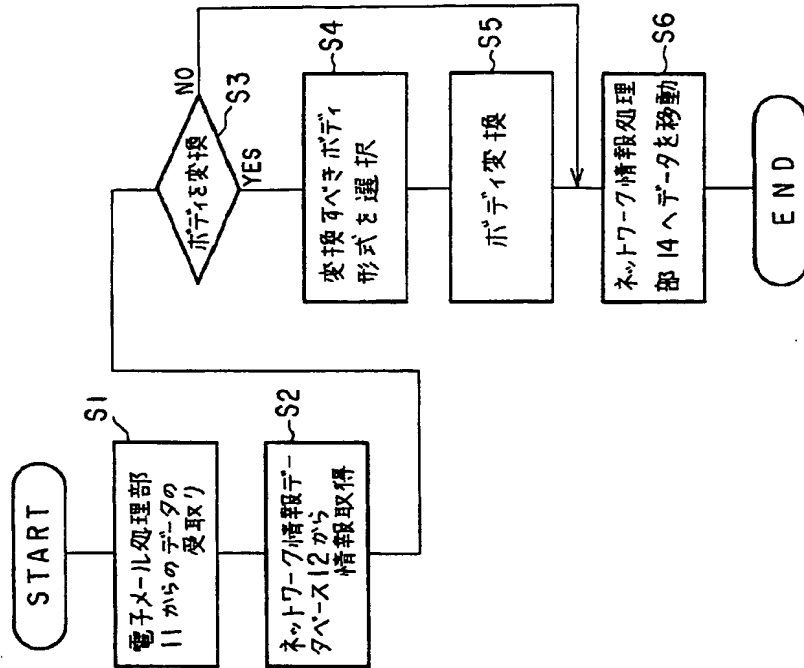 START
S1
電子メール処理部
11からのデータの
受取り
S2
ネットワーク情報デー
タベース12から
情報取得
ボディを変換
NO
S3
YES
S4
変換すべきボディ
形式を選択
S5
ボディ変換
S6
ネットワーク情報処理
部14へデータを移動
END